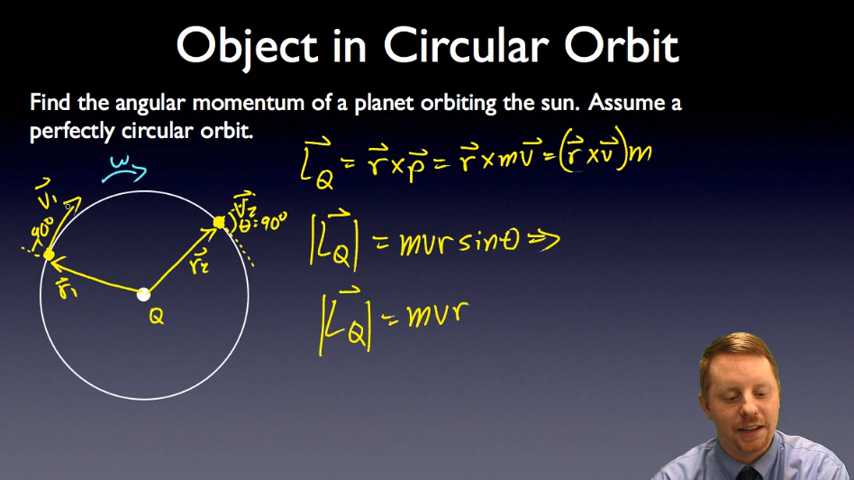 Object in Circular Orbit
Find the angular momentum of a planet orbiting the sun. Assume a
perfectly circular orbit.
ω
L⃗_Q = r⃗ × p⃗ = r⃗ × mv⃗ = (r⃗ × v⃗)m
v⃗₁
90°
v⃗₂
θ=90°
|L⃗_Q| = mvr sinθ ⇒
r⃗₁
r⃗₂
Q
|L⃗_Q| = mvr